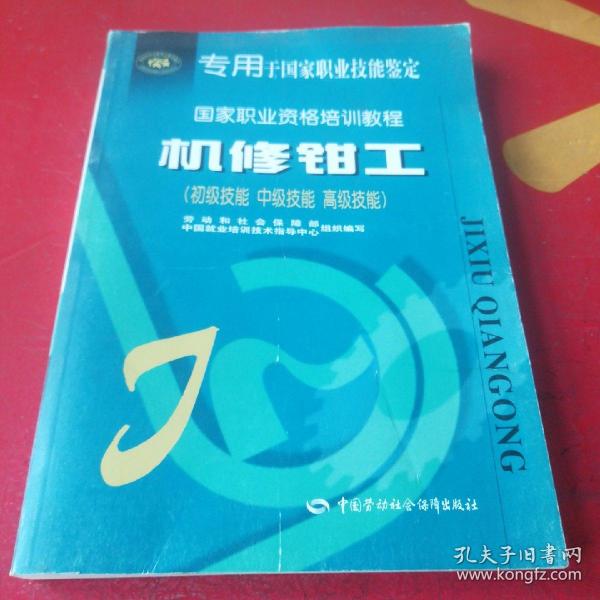 专用于国家职业技能鉴定
国家职业资格培训教程
机修钳工
(初级技能 中级技能 高级技能)
劳动和社会保障部
中国就业培训技术指导中心 组织编写
JIXIU QIANGONG
中国劳动社会保障出版社
孔夫子旧书网
www.kongfz.com